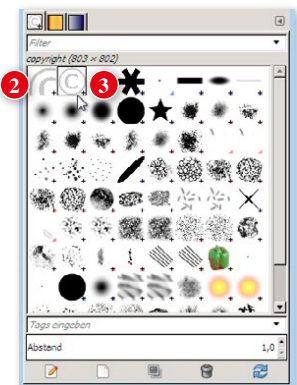 Filter
copyright (803 × 802)
2
©
3
Tags eingeben
Abstand
1,0